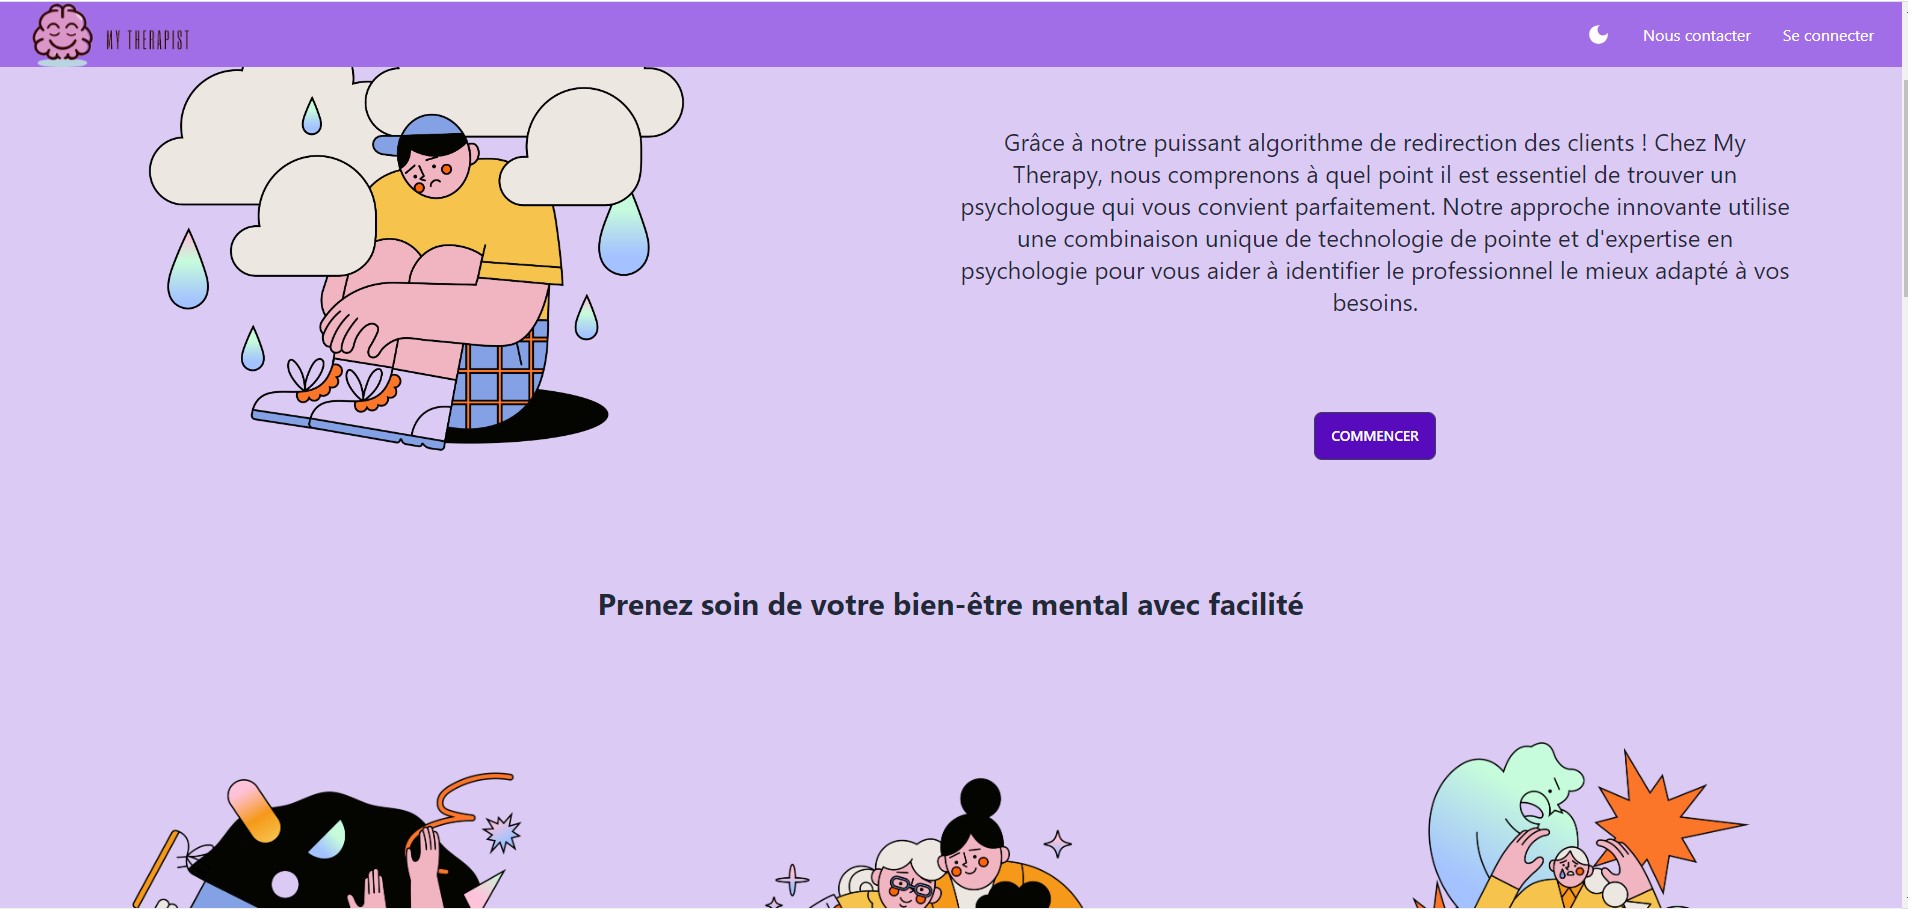 MY THERAPIST
Nous contacter
Se connecter
Grâce à notre puissant algorithme de redirection des clients ! Chez My
Therapy, nous comprenons à quel point il est essentiel de trouver un
psychologue qui vous convient parfaitement. Notre approche innovante utilise
une combinaison unique de technologie de pointe et d'expertise en
psychologie pour vous aider à identifier le professionnel le mieux adapté à vos
besoins.
COMMENCER
Prenez soin de votre bien-être mental avec facilité